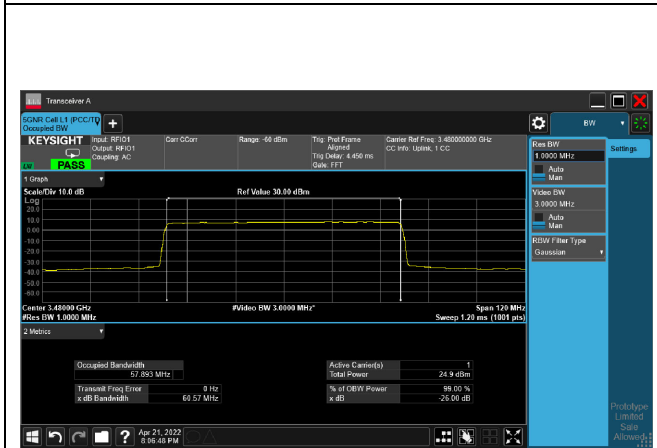 Transceiver A
5GNR Cell L1 (PCC/TD
Occupied BW
+
BW
KEYSIGHT
Input: RFIO1
Output: RFIO1
Coupling: AC
Corr CCorr
Range: -60 dBm
Trig: Prot Frame
Aligned
Trig Delay: 4.450 ms
Gate: FFT
Carrier Ref Freq: 3.480000000 GHz
CC Info: Uplink, 1 CC
PASS
1 Graph
Scale/Div 10.0 dB
Ref Value 30.00 dBm
Log
20.0
10.0
0.00
-10.0
-20.0
-30.0
-40.0
-50.0
-60.0
Center 3.48000 GHz
#Video BW 3.0000 MHz*
Span 120 MHz
#Res BW 1.0000 MHz
Sweep 1.20 ms (1001 pts)
2 Metrics
Occupied Bandwidth
57.893 MHz
Transmit Freq Error 0 Hz
x dB Bandwidth 60.57 MHz
Active Carrier(s) 1
Total Power 24.9 dBm
% of OBW Power 99.00 %
x dB -26.00 dB
Res BW
1.0000 MHz
Auto
Man
Video BW
3.0000 MHz
Auto
Man
RBW Filter Type
Gaussian
Settings
Prototype
Limited
Sale
Allowed
?
Apr 21, 2022
8:06:48 PM